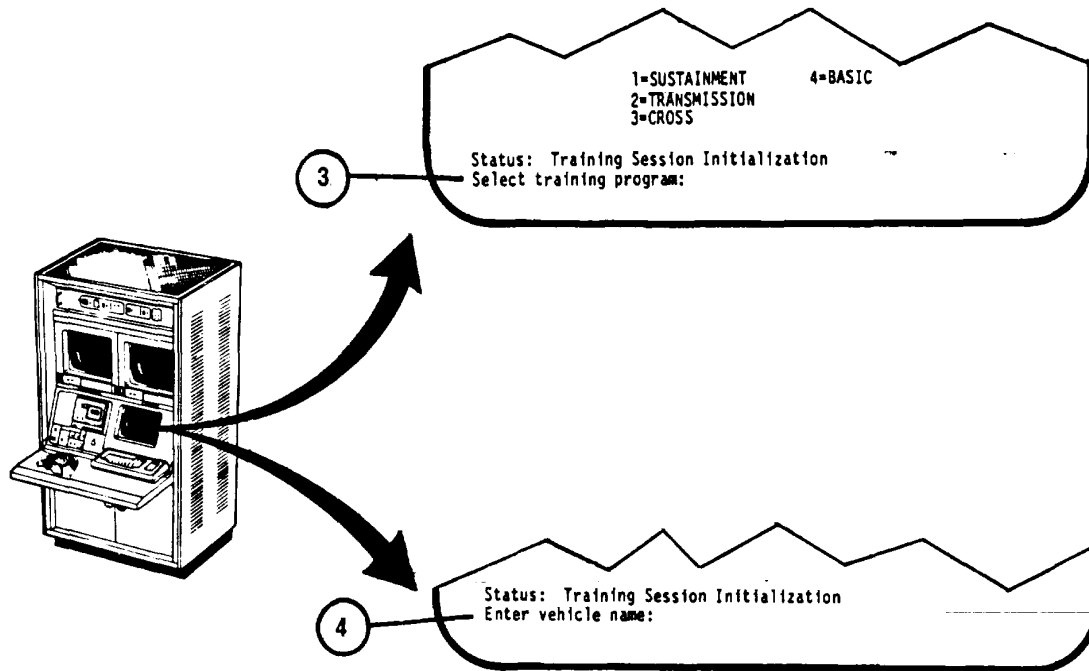 1=SUSTAINMENT 4=BASIC
2=TRANSMISSION
3=CROSS
Status: Training Session Initialization
3 Select training program:
Status: Training Session Initialization
4 Enter vehicle name: